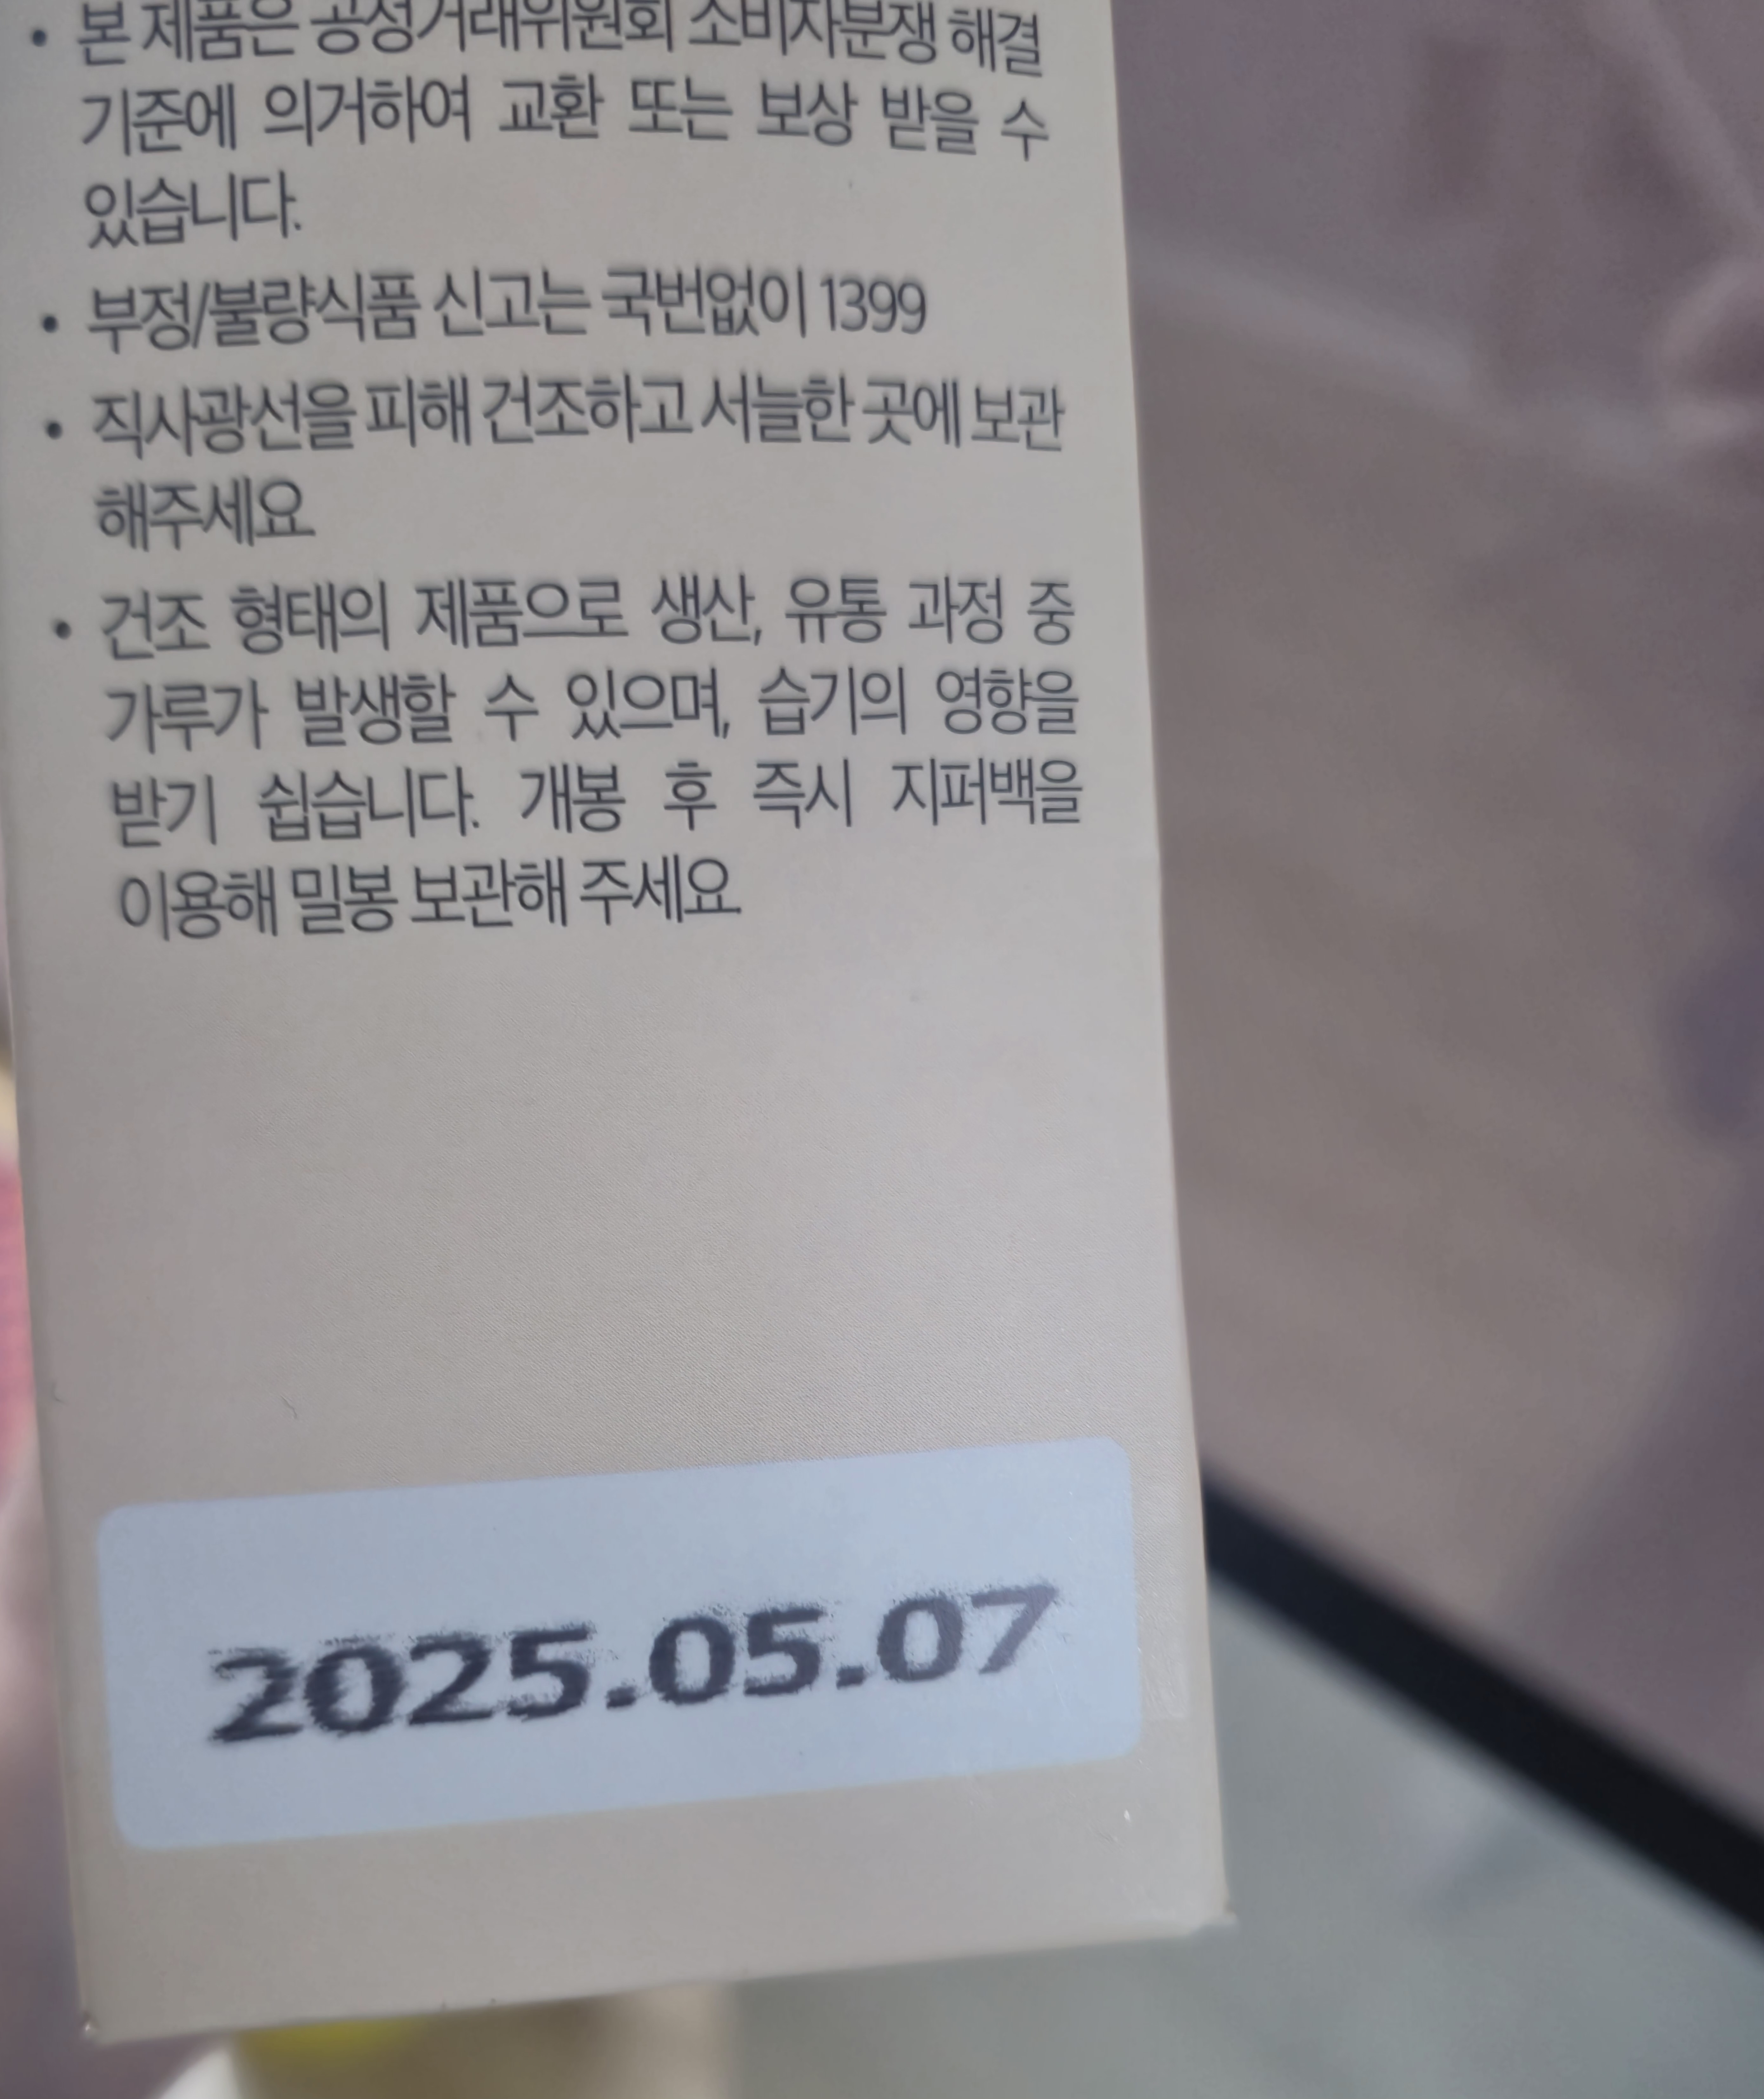 • 본 제품은 공정거래위원회 소비자분쟁 해결
기준에 의거하여 교환 또는 보상 받을 수
있습니다.
• 부정/불량식품 신고는 국번없이 1399
• 직사광선을 피해 건조하고 서늘한 곳에 보관
해주세요.
• 건조 형태의 제품으로 생산, 유통 과정 중
가루가 발생할 수 있으며, 습기의 영향을
받기 쉽습니다. 개봉 후 즉시 지퍼백을
이용해 밀봉 보관해 주세요.
2025.05.07